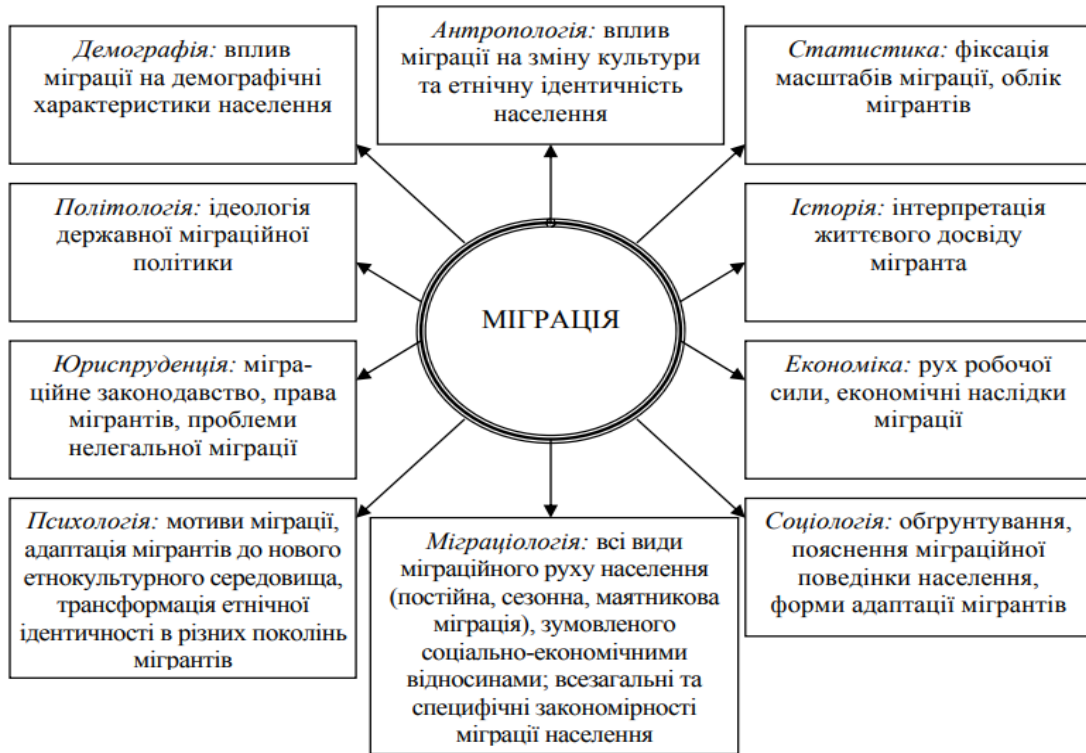 Демографія: вплив
міграції на демографічні
характеристики населення
Антропологія: вплив
міграції на зміну культури
та етнічну ідентичність
населення
Статистика: фіксація
масштабів міграції, облік
мігрантів
Політологія: ідеологія
державної міграційної
політики
Історія: інтерпретація
життєвого досвіду
мігранта
МІГРАЦІЯ
Юриспруденція: мігра-
ційне законодавство, права
мігрантів, проблеми
нелегальної міграції
Економіка: рух робочої
сили, економічні наслідки
міграції
Психологія: мотиви міграції,
адаптація мігрантів до нового
етнокультурного середовища,
трансформація етнічної
ідентичності в різних поколінь
мігрантів
Міграціологія: всі види
міграційного руху населення
(постійна, сезонна, маятникова
міграція), зумовленого
соціально-економічними
відносинами; всезагальні та
специфічні закономірності
міграції населення
Соціологія: обґрунтування,
пояснення міграційної
поведінки населення,
форми адаптації мігрантів